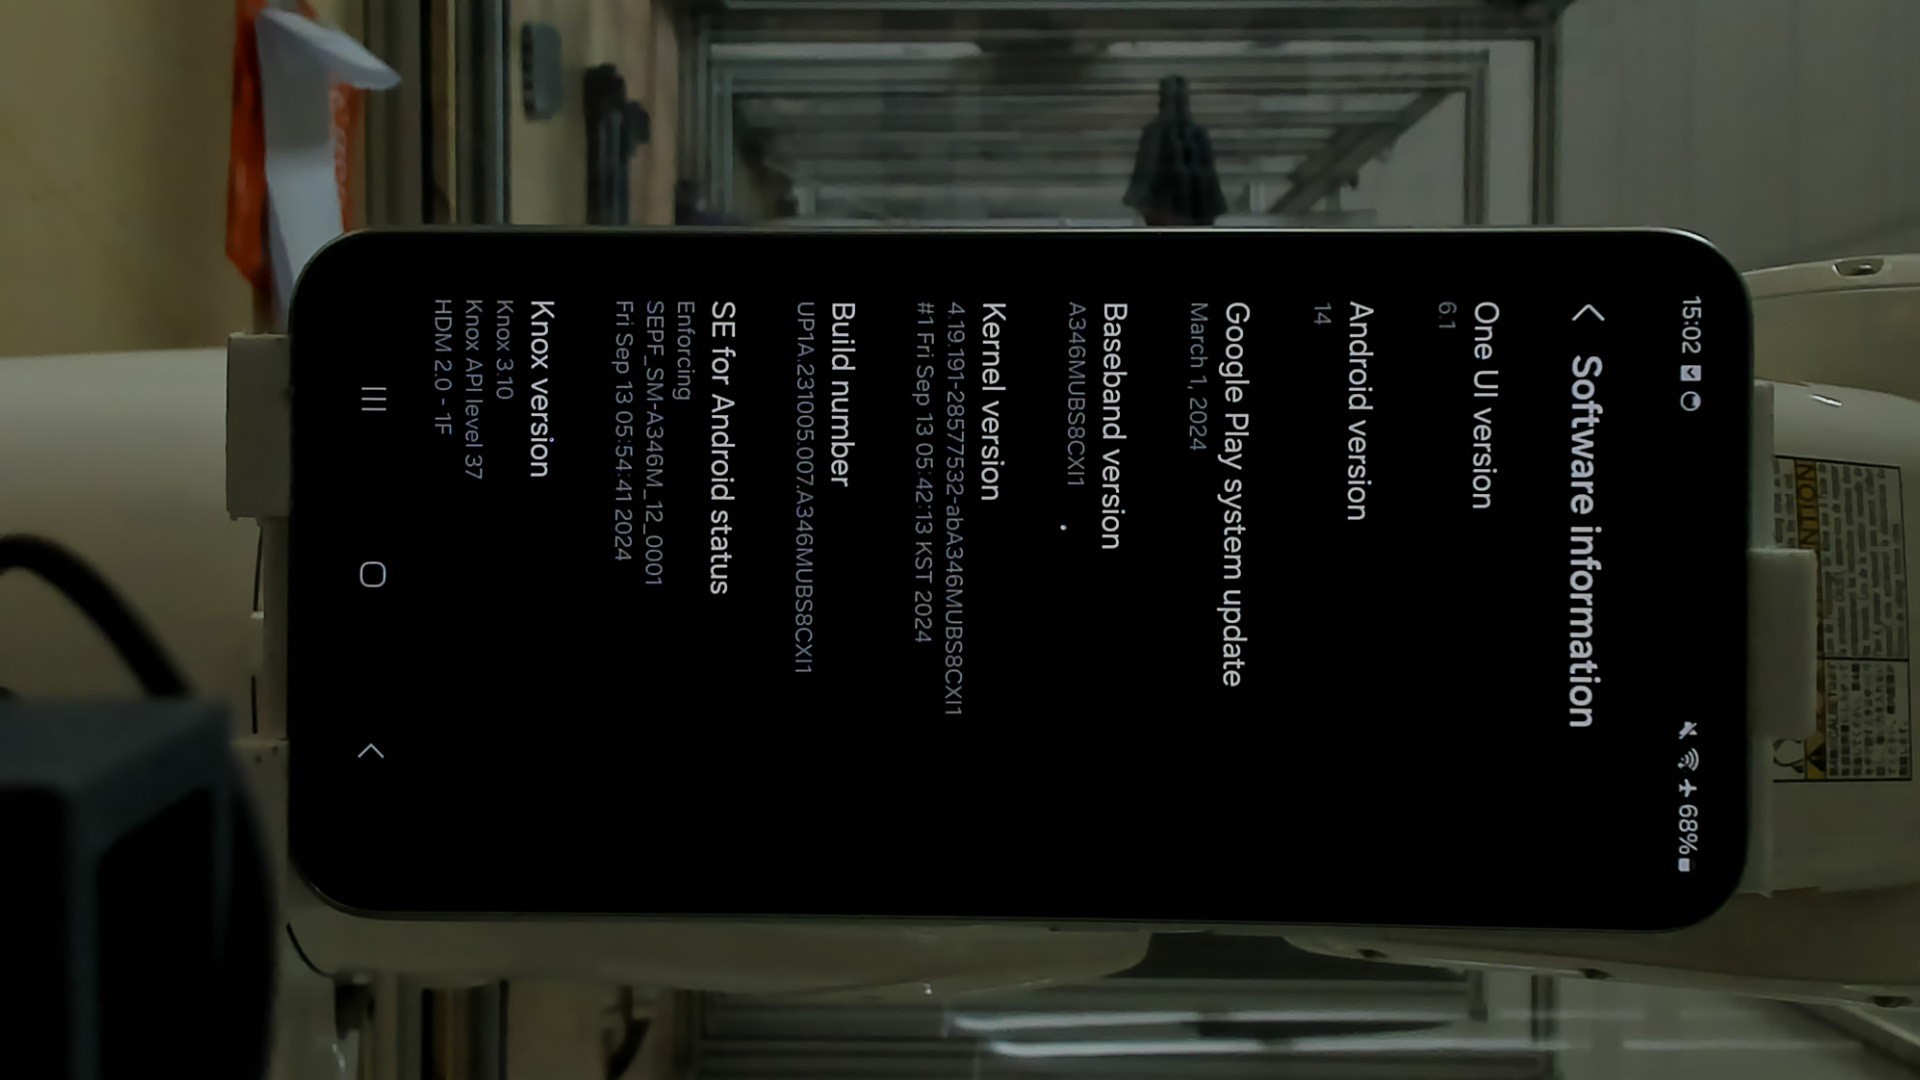 15:02
68%
Software information
One UI version
6.1
Android version
14
Google Play system update
March 1, 2024
Baseband version
A346MUBS8CXI1
Kernel version
4.19.191-28577532-abA346MUBS8CXI1
#1 Fri Sep 13 05:42:13 KST 2024
Build number
UP1A.231005.007.A346MUBS8CXI1
SE for Android status
Enforcing
SEPF_SM-A346M_12_0001
Fri Sep 13 05:54:41 2024
Knox version
Knox 3.10
Knox API level 37
HDM 2.0 - 1F